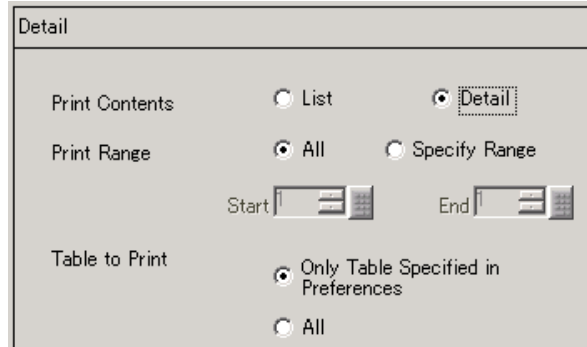 Detail
Print Contents
List
Detail
Print Range
All
Specify Range
Start 1
End 1
Table to Print
Only Table Specified in
Preferences
All